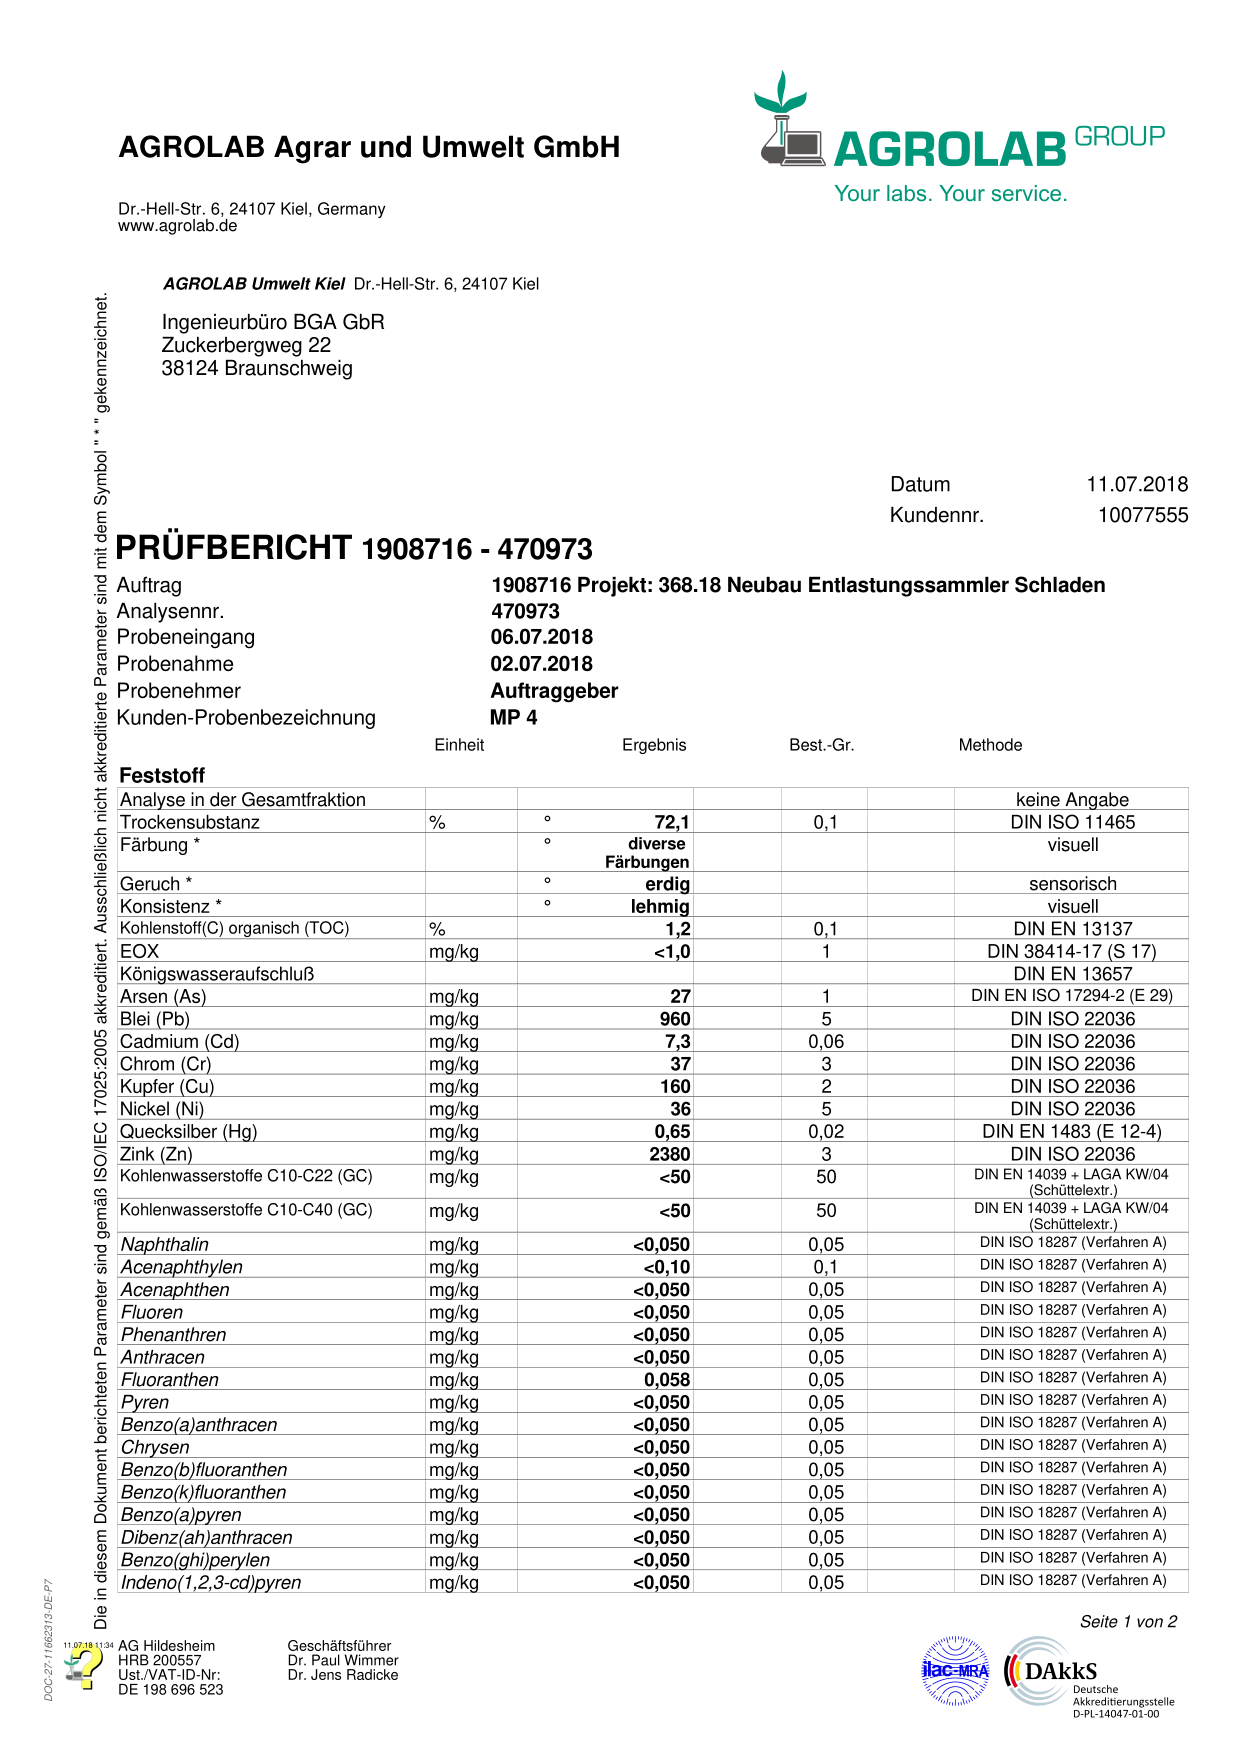 AGROLAB GROUP
Your labs. Your service.
AGROLAB Agrar und Umwelt GmbH
Dr.-Hell-Str. 6, 24107 Kiel, Germany
www.agrolab.de
AGROLAB Umwelt Kiel Dr.-Hell-Str. 6, 24107 Kiel
Ingenieurbüro BGA GbR
Zuckerbergweg 22
38124 Braunschweig
Datum 11.07.2018
Kundennr. 10077555
PRÜFBERICHT 1908716 - 470973
Auftrag 1908716 Projekt: 368.18 Neubau Entlastungssammler Schladen
Analysennr. 470973
Probeneingang 06.07.2018
Probenahme 02.07.2018
Probenehmer Auftraggeber
Kunden-Probenbezeichnung MP 4
Einheit Ergebnis Best.-Gr. Methode
Feststoff
Analyse in der Gesamtfraktion keine Angabe
Trockensubstanz % ° 72,1 0,1 DIN ISO 11465
Färbung * ° diverse visuell
Färbungen
Geruch * ° erdig sensorisch
Konsistenz * ° lehmig visuell
Kohlenstoff(C) organisch (TOC) % 1,2 0,1 DIN EN 13137
EOX mg/kg <1,0 1 DIN 38414-17 (S 17)
Königswasseraufschluß DIN EN 13657
Arsen (As) mg/kg 27 1 DIN EN ISO 17294-2 (E 29)
Blei (Pb) mg/kg 960 5 DIN ISO 22036
Cadmium (Cd) mg/kg 7,3 0,06 DIN ISO 22036
Chrom (Cr) mg/kg 37 3 DIN ISO 22036
Kupfer (Cu) mg/kg 160 2 DIN ISO 22036
Nickel (Ni) mg/kg 36 5 DIN ISO 22036
Quecksilber (Hg) mg/kg 0,65 0,02 DIN EN 1483 (E 12-4)
Zink (Zn) mg/kg 2380 3 DIN ISO 22036
Kohlenwasserstoffe C10-C22 (GC) mg/kg <50 50 DIN EN 14039 + LAGA KW/04
(Schüttelextr.)
Kohlenwasserstoffe C10-C40 (GC) mg/kg <50 50 DIN EN 14039 + LAGA KW/04
(Schüttelextr.)
Naphthalin mg/kg <0,050 0,05 DIN ISO 18287 (Verfahren A)
Acenaphthylen mg/kg <0,10 0,1 DIN ISO 18287 (Verfahren A)
Acenaphthen mg/kg <0,050 0,05 DIN ISO 18287 (Verfahren A)
Fluoren mg/kg <0,050 0,05 DIN ISO 18287 (Verfahren A)
Phenanthren mg/kg <0,050 0,05 DIN ISO 18287 (Verfahren A)
Anthracen mg/kg <0,050 0,05 DIN ISO 18287 (Verfahren A)
Fluoranthen mg/kg 0,058 0,05 DIN ISO 18287 (Verfahren A)
Pyren mg/kg <0,050 0,05 DIN ISO 18287 (Verfahren A)
Benzo(a)anthracen mg/kg <0,050 0,05 DIN ISO 18287 (Verfahren A)
Chrysen mg/kg <0,050 0,05 DIN ISO 18287 (Verfahren A)
Benzo(b)fluoranthen mg/kg <0,050 0,05 DIN ISO 18287 (Verfahren A)
Benzo(k)fluoranthen mg/kg <0,050 0,05 DIN ISO 18287 (Verfahren A)
Benzo(a)pyren mg/kg <0,050 0,05 DIN ISO 18287 (Verfahren A)
Dibenz(ah)anthracen mg/kg <0,050 0,05 DIN ISO 18287 (Verfahren A)
Benzo(ghi)perylen mg/kg <0,050 0,05 DIN ISO 18287 (Verfahren A)
Indeno(1,2,3-cd)pyren mg/kg <0,050 0,05 DIN ISO 18287 (Verfahren A)
Die in diesem Dokument berichteten Parameter sind gemäß ISO/IEC 17025:2005 akkreditiert. Ausschließlich nicht akkreditierte Parameter sind mit dem Symbol " * " gekennzeichnet.
DOC-27-11662313-DE-P7
Seite 1 von 2
11.07.18 11:34
AG Hildesheim
HRB 200557
Ust./VAT-ID-Nr:
DE 198 696 523
Geschäftsführer
Dr. Paul Wimmer
Dr. Jens Radicke
ilac-MRA
DAkkS
Deutsche
Akkreditierungsstelle
D-PL-14047-01-00